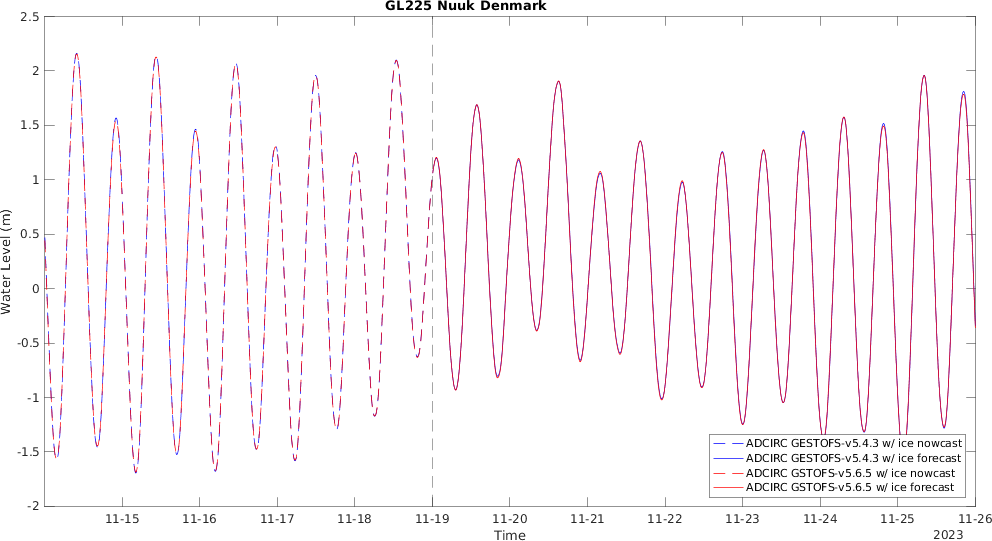 GL225 Nuuk Denmark
Water Level (m)
2.5
2
1.5
1
0.5
0
-0.5
-1
-1.5
-2
ADCIRC GESTOFS-v5.4.3 w/ ice nowcast
ADCIRC GESTOFS-v5.4.3 w/ ice forecast
ADCIRC GSTOFS-v5.6.5 w/ ice nowcast
ADCIRC GSTOFS-v5.6.5 w/ ice forecast
11-15 11-16 11-17 11-18 11-19 11-20 11-21 11-22 11-23 11-24 11-25 11-26
Time
2023